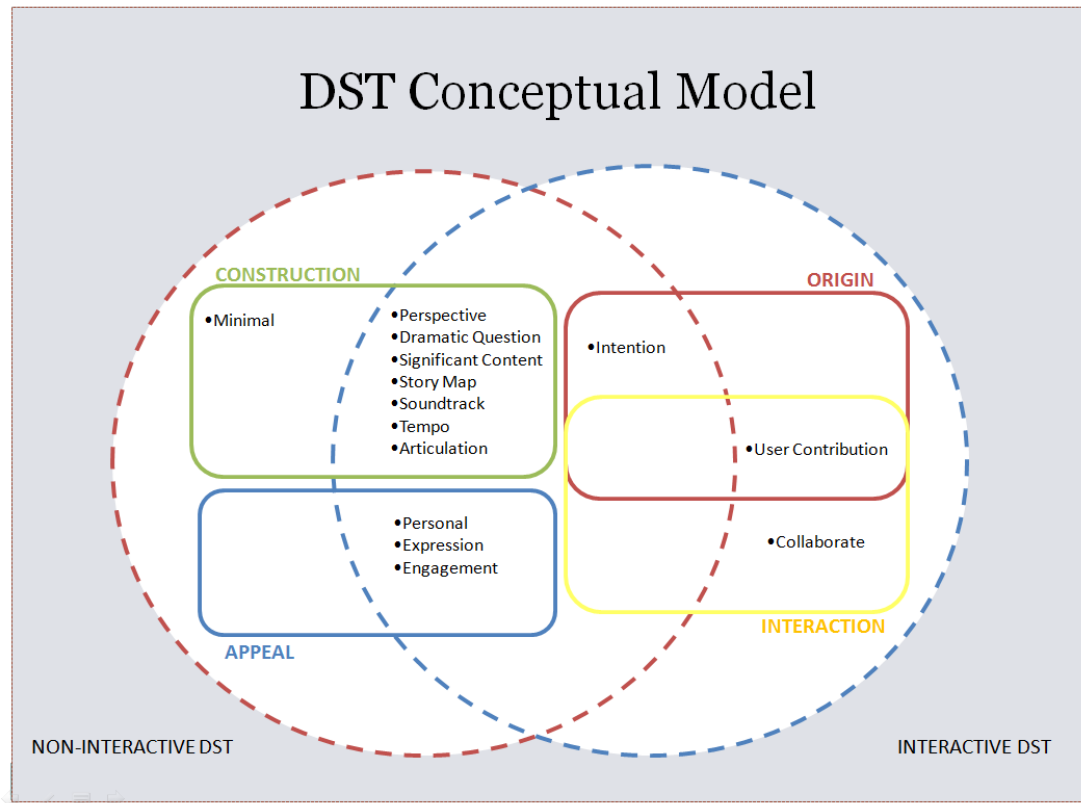 DST Conceptual Model
CONSTRUCTION
•Minimal
•Perspective
•Dramatic Question
•Significant Content
•Story Map
•Soundtrack
•Tempo
•Articulation
ORIGIN
•Intention
•User Contribution
•Collaborate
INTERACTION
•Personal
•Expression
•Engagement
APPEAL
NON-INTERACTIVE DST
INTERACTIVE DST